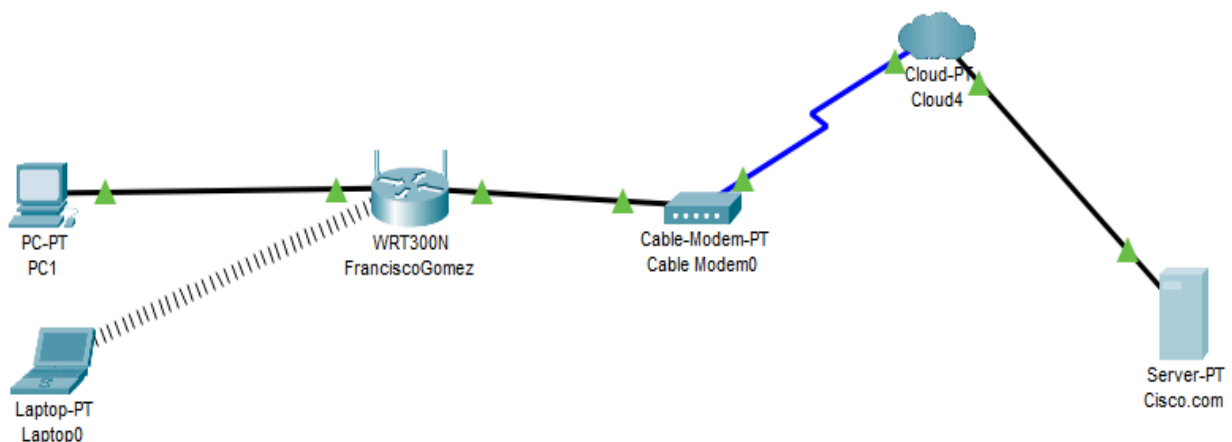 Cloud-PT
Cloud4
PC-PT
PC1
WRT300N
FranciscoGomez
Cable-Modem-PT
Cable Modem0
Laptop-PT
Laptop0
Server-PT
Cisco.com